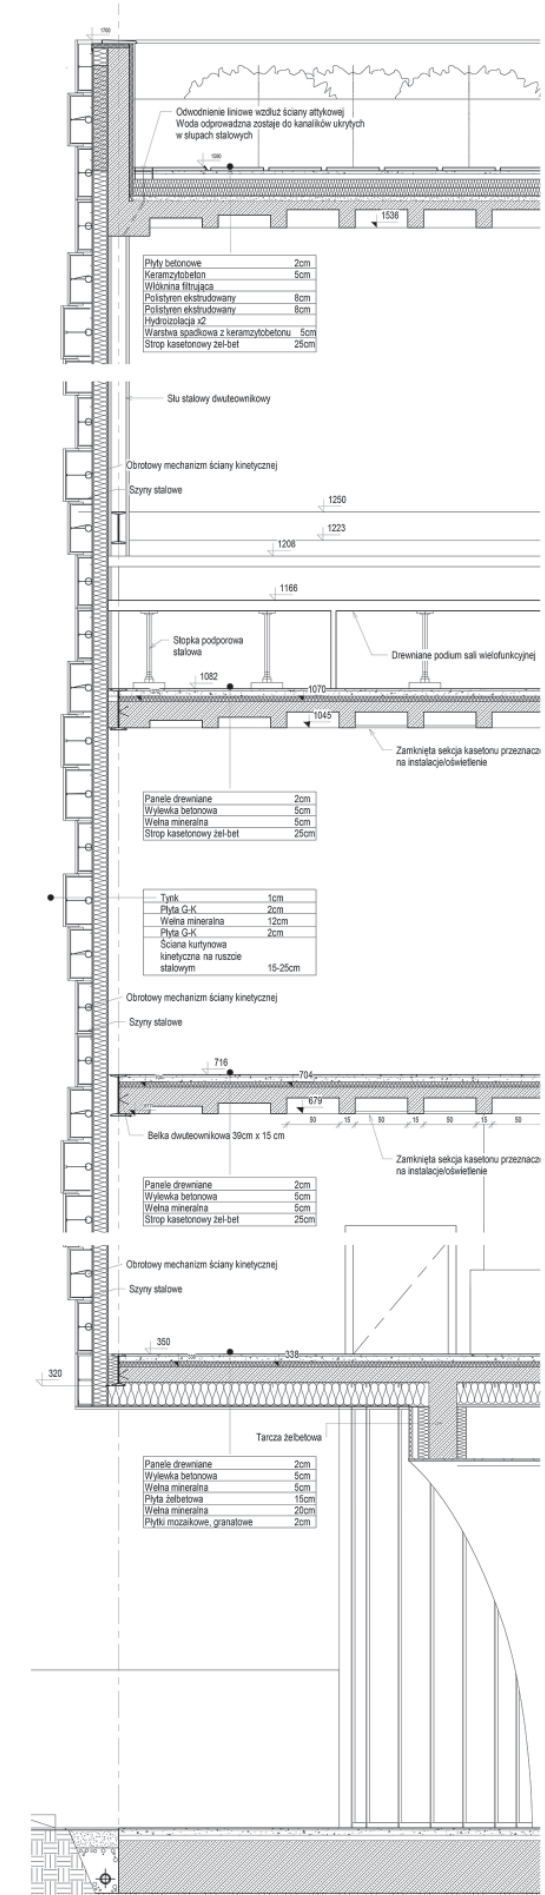 1700
Odwodnienie liniowe wzdłuż ściany attykowej
Woda odprowadzna zostaje do kanalików ukrytych
w słupach stalowych
1536
Płyty betonowe 2cm
Keramzytobeton 5cm
Włóknina filtrująca
Polistyren ekstrudowany 8cm
Polistyren ekstrudowany 8cm
Hydroizolacja x2
Warstwa spadkowa z keramzytobetonu 5cm
Strop kasetonowy żel-bet 25cm
Słu stalowy dwuteownikowy
Obrotowy mechanizm ściany kinetycznej
Szyny stalowe
1250
1223
1208
1166
Stopka podporowa
stalowa
Drewniane podium sali wielofunkcyjnej
1082
1070
1045
Zamknięta sekcja kasetonu przeznacz
na instalacje/oświetlenie
Panele drewniane 2cm
Wylewka betonowa 5cm
Wełna mineralna 5cm
Strop kasetonowy żel-bet 25cm
Tynk 1cm
Płyta G-K 2cm
Wełna mineralna 12cm
Płyta G-K 2cm
Ściana kurtynowa
kinetyczna na ruszcie
stalowym 15-25cm
Obrotowy mechanizm ściany kinetycznej
Szyny stalowe
716
704
679
50 15 50 15 50 15 50
Belka dwuteownikowa 39cm x 15 cm
Zamknięta sekcja kasetonu przeznacz
na instalacje/oświetlenie
Panele drewniane 2cm
Wylewka betonowa 5cm
Wełna mineralna 5cm
Strop kasetonowy żel-bet 25cm
Obrotowy mechanizm ściany kinetycznej
Szyny stalowe
350
338
320
Tarcza żelbetowa
Panele drewniane 2cm
Wylewka betonowa 5cm
Wełna mineralna 5cm
Płyta żelbetowa 15cm
Wełna mineralna 20cm
Płytki mozaikowe, granatowe 2cm